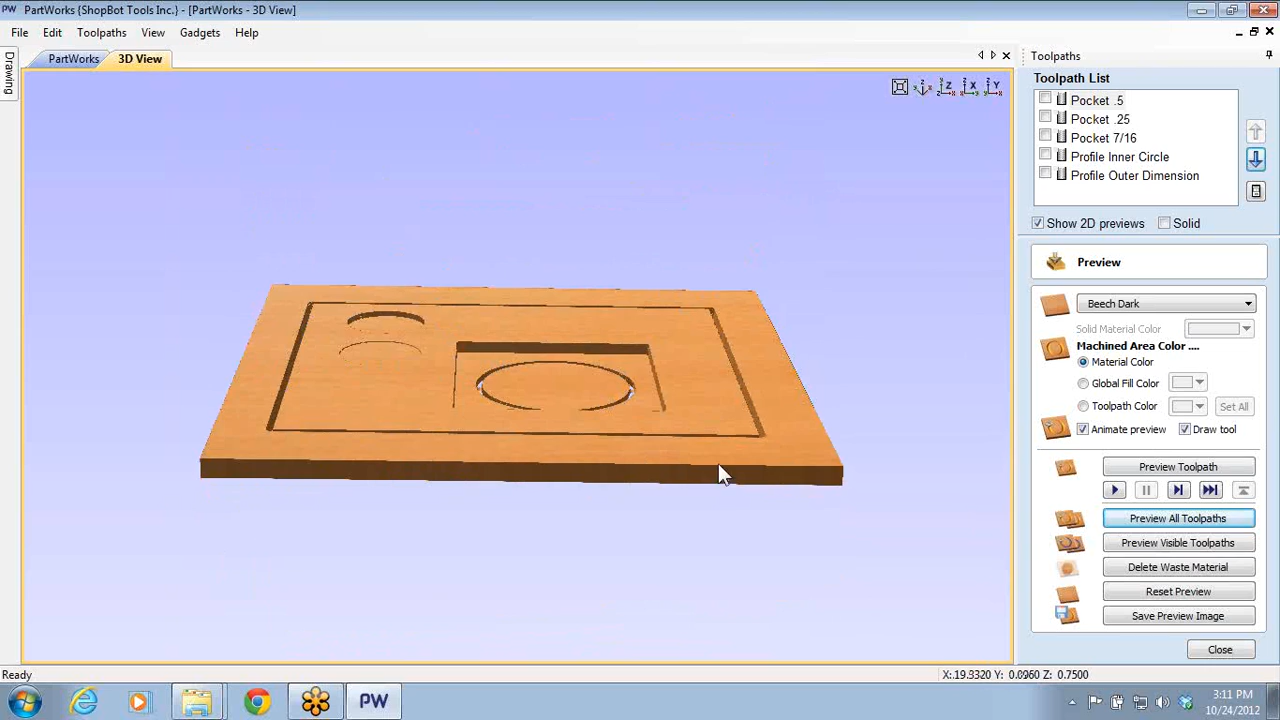 PW PartWorks {ShopBot Tools Inc.} - [PartWorks - 3D View]
File Edit Toolpaths View Gadgets Help
Drawing
PartWorks 3D View
Toolpaths
Toolpath List
Pocket .5
Pocket .25
Pocket 7/16
Profile Inner Circle
Profile Outer Dimension
Show 2D previews Solid
Preview
Beech Dark
Solid Material Color
Machined Area Color ....
Material Color
Global Fill Color
Toolpath Color Set All
Animate preview Draw tool
Preview Toolpath
Preview All Toolpaths
Preview Visible Toolpaths
Delete Waste Material
Reset Preview
Save Preview Image
Close
Ready
X:19.3320 Y: 0.0960 Z: 0.7500
PW
3:11 PM
10/24/2012